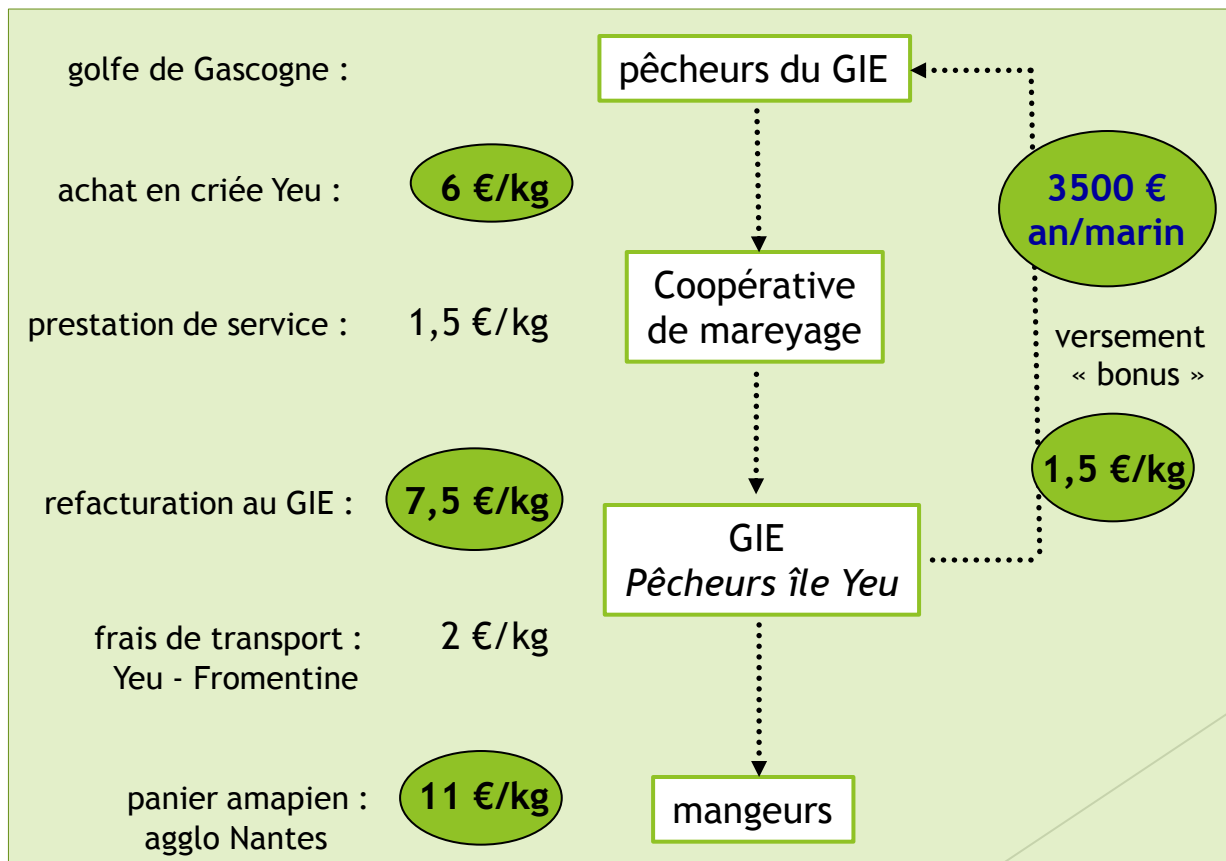 golfe de Gascogne :
pêcheurs du GIE
achat en criée Yeu :
6 €/kg
3500 €
an/marin
prestation de service :
1,5 €/kg
Coopérative
de mareyage
versement
« bonus »
1,5 €/kg
refacturation au GIE :
7,5 €/kg
GIE
Pêcheurs île Yeu
frais de transport :
Yeu - Fromentine
2 €/kg
panier amapien :
agglo Nantes
11 €/kg
mangeurs